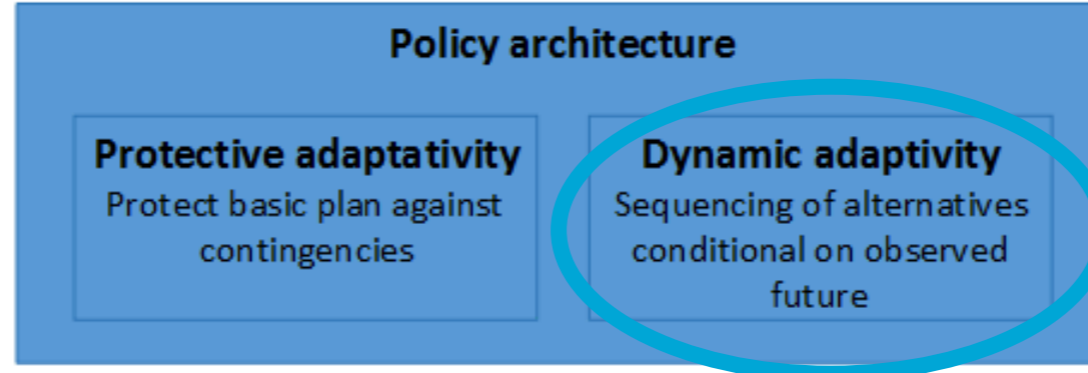 Policy architecture
Protective adaptativity
Protect basic plan against
contingencies
Dynamic adaptivity
Sequencing of alternatives
conditional on observed
future